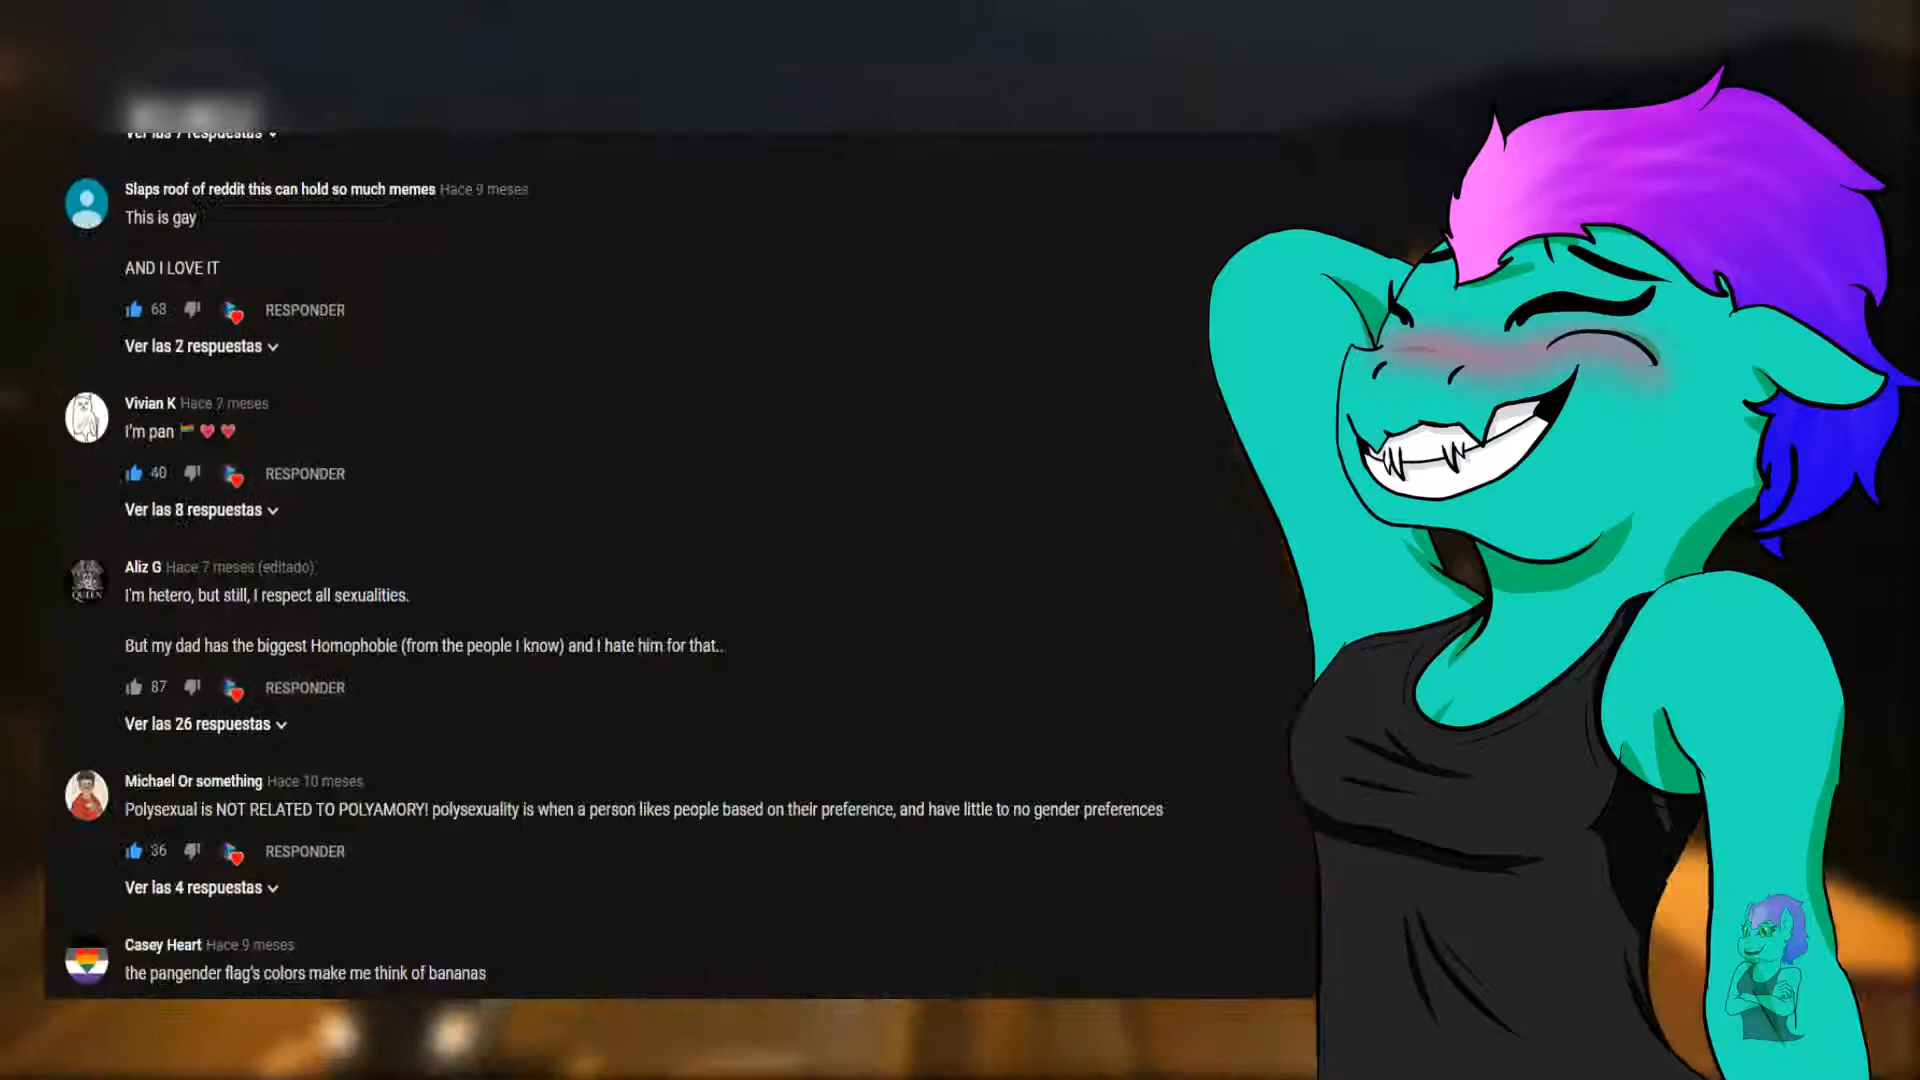 Ver las 7 respuestas
Slaps roof of reddit this can hold so much memes Hace 9 meses
This is gay
AND I LOVE IT
63 RESPONDER
Ver las 2 respuestas
Vivian K Hace 7 meses
I'm pan
40 RESPONDER
Ver las 8 respuestas
QUEEN
Aliz G Hace 7 meses (editado)
I'm hetero, but still, I respect all sexualities.
But my dad has the biggest Homophobie (from the people I know) and I hate him for that..
87 RESPONDER
Ver las 26 respuestas
Michael Or something Hace 10 meses
Polysexual is NOT RELATED TO POLYAMORY! polysexuality is when a person likes people based on their preference, and have little to no gender preferences
36 RESPONDER
Ver las 4 respuestas
Casey Heart Hace 9 meses
the pangender flag's colors make me think of bananas